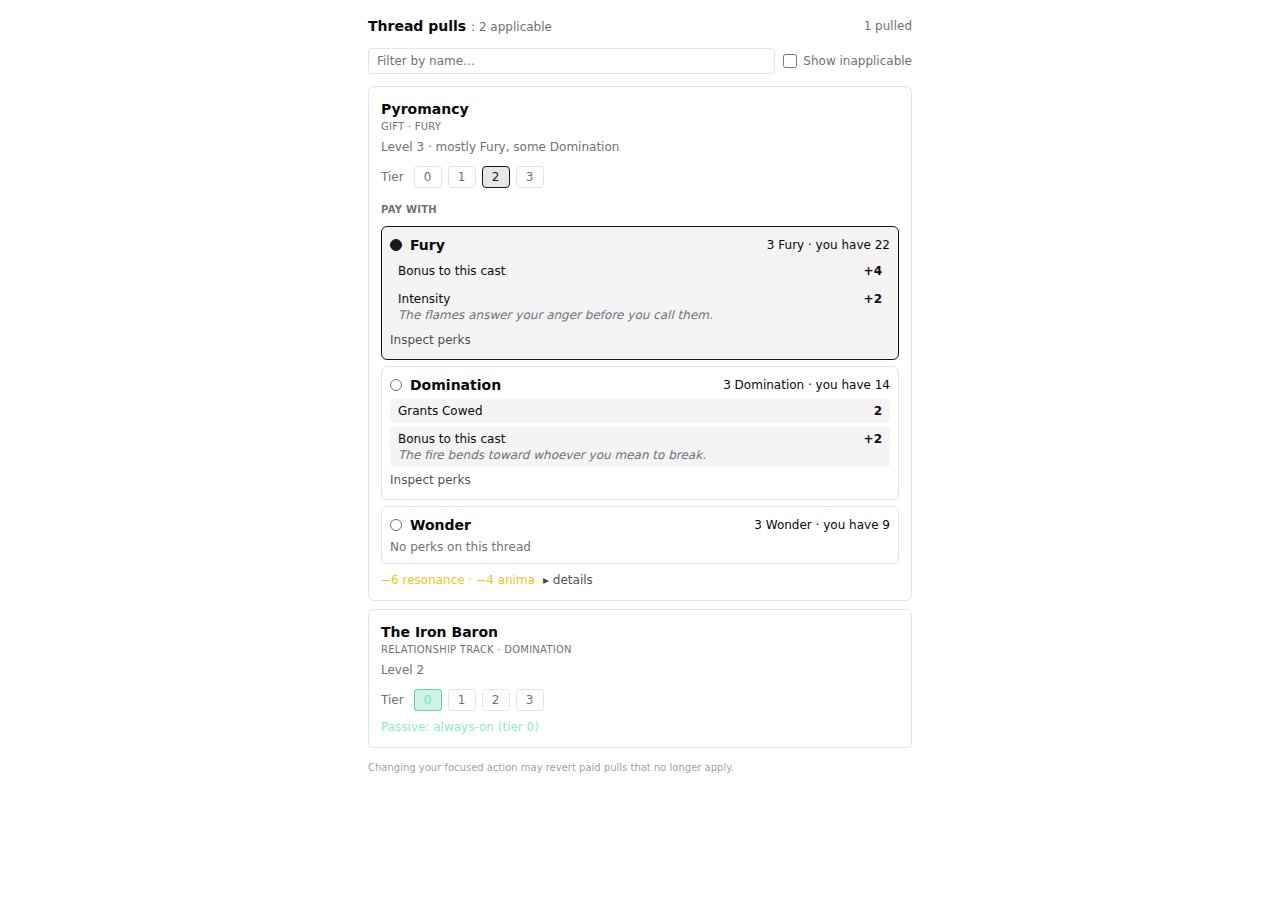 Thread pulls : 2 applicable 1 pulled
Filter by name... Show inapplicable
Pyromancy
GIFT · FURY
Level 3 · mostly Fury, some Domination
Tier 0 1 2 3
PAY WITH
Fury 3 Fury · you have 22
Bonus to this cast +4
Intensity +2
The flames answer your anger before you call them.
Inspect perks
Domination 3 Domination · you have 14
Grants Cowed 2
Bonus to this cast +2
The fire bends toward whoever you mean to break.
Inspect perks
Wonder 3 Wonder · you have 9
No perks on this thread
−6 resonance · −4 anima ▸ details
The Iron Baron
RELATIONSHIP TRACK · DOMINATION
Level 2
Tier 0 1 2 3
Passive: always-on (tier 0)
Changing your focused action may revert paid pulls that no longer apply.